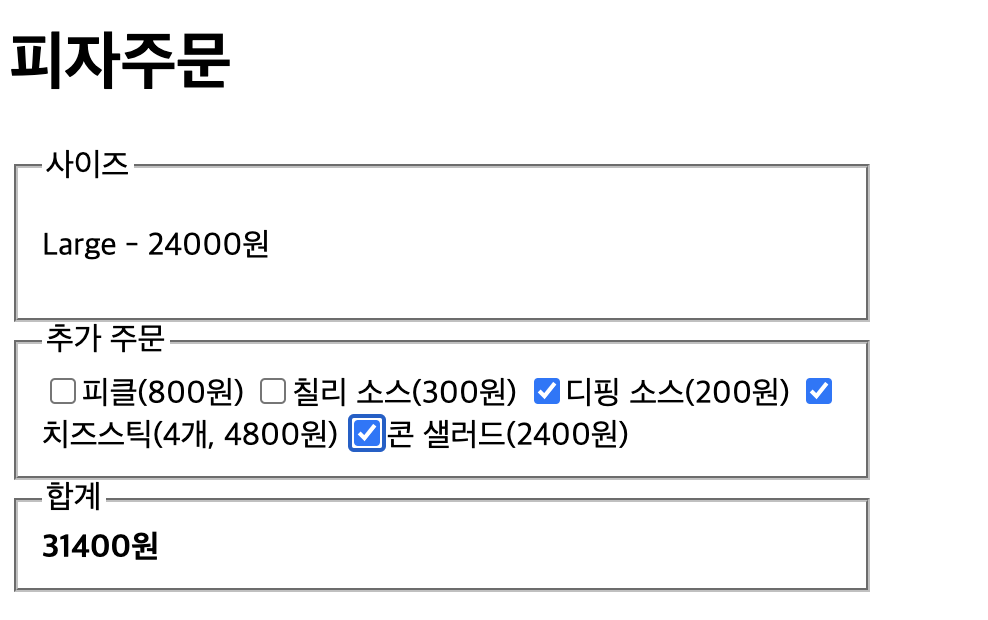 피자주문
사이즈
Large - 24000원
추가 주문
피클(800원) 칠리 소스(300원) 디핑 소스(200원)
치즈스틱(4개, 4800원) 콘 샐러드(2400원)
합계
31400원